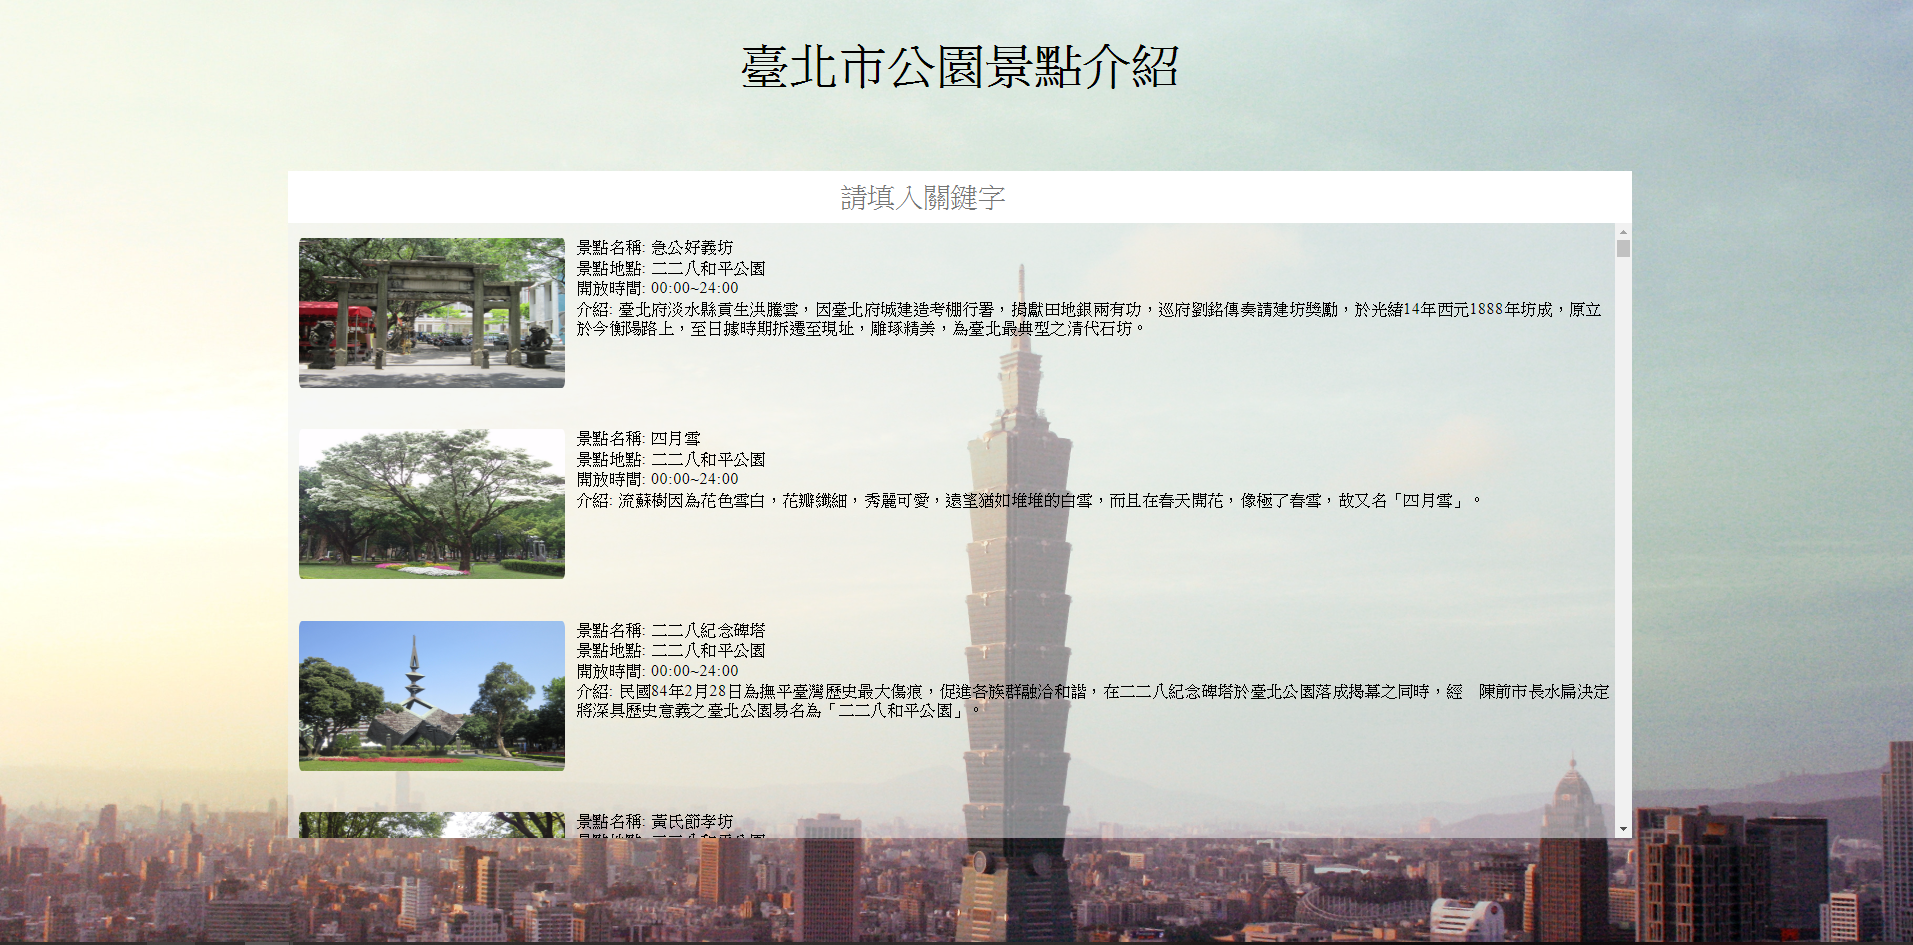 臺北市公園景點介紹
請填入關鍵字
景點名稱: 急公好義坊
景點地點: 二二八和平公園
開放時間: 00:00~24:00
介紹: 臺北府淡水縣貢生洪騰雲，因臺北府城建造考棚行署，捐獻田地銀兩有功，巡府劉銘傳奏請建坊獎勵，於光緒14年西元1888年坊成，原立
於今衡陽路上，至日據時期拆遷至現址，雕琢精美，為臺北最典型之清代石坊。
景點名稱: 四月雪
景點地點: 二二八和平公園
開放時間: 00:00~24:00
介紹: 流蘇樹因為花色雪白，花瓣纖細，秀麗可愛，遠望猶如堆堆的白雪，而且在春天開花，像極了春雪，故又名「四月雪」。
景點名稱: 二二八紀念碑塔
景點地點: 二二八和平公園
開放時間: 00:00~24:00
介紹: 民國84年2月28日為撫平臺灣歷史最大傷痕，促進各族群融洽和諧，在二二八紀念碑塔於臺北公園落成揭幕之同時，經　陳前市長水扁決定
將深具歷史意義之臺北公園易名為「二二八和平公園」。
景點名稱: 黃氏節孝坊